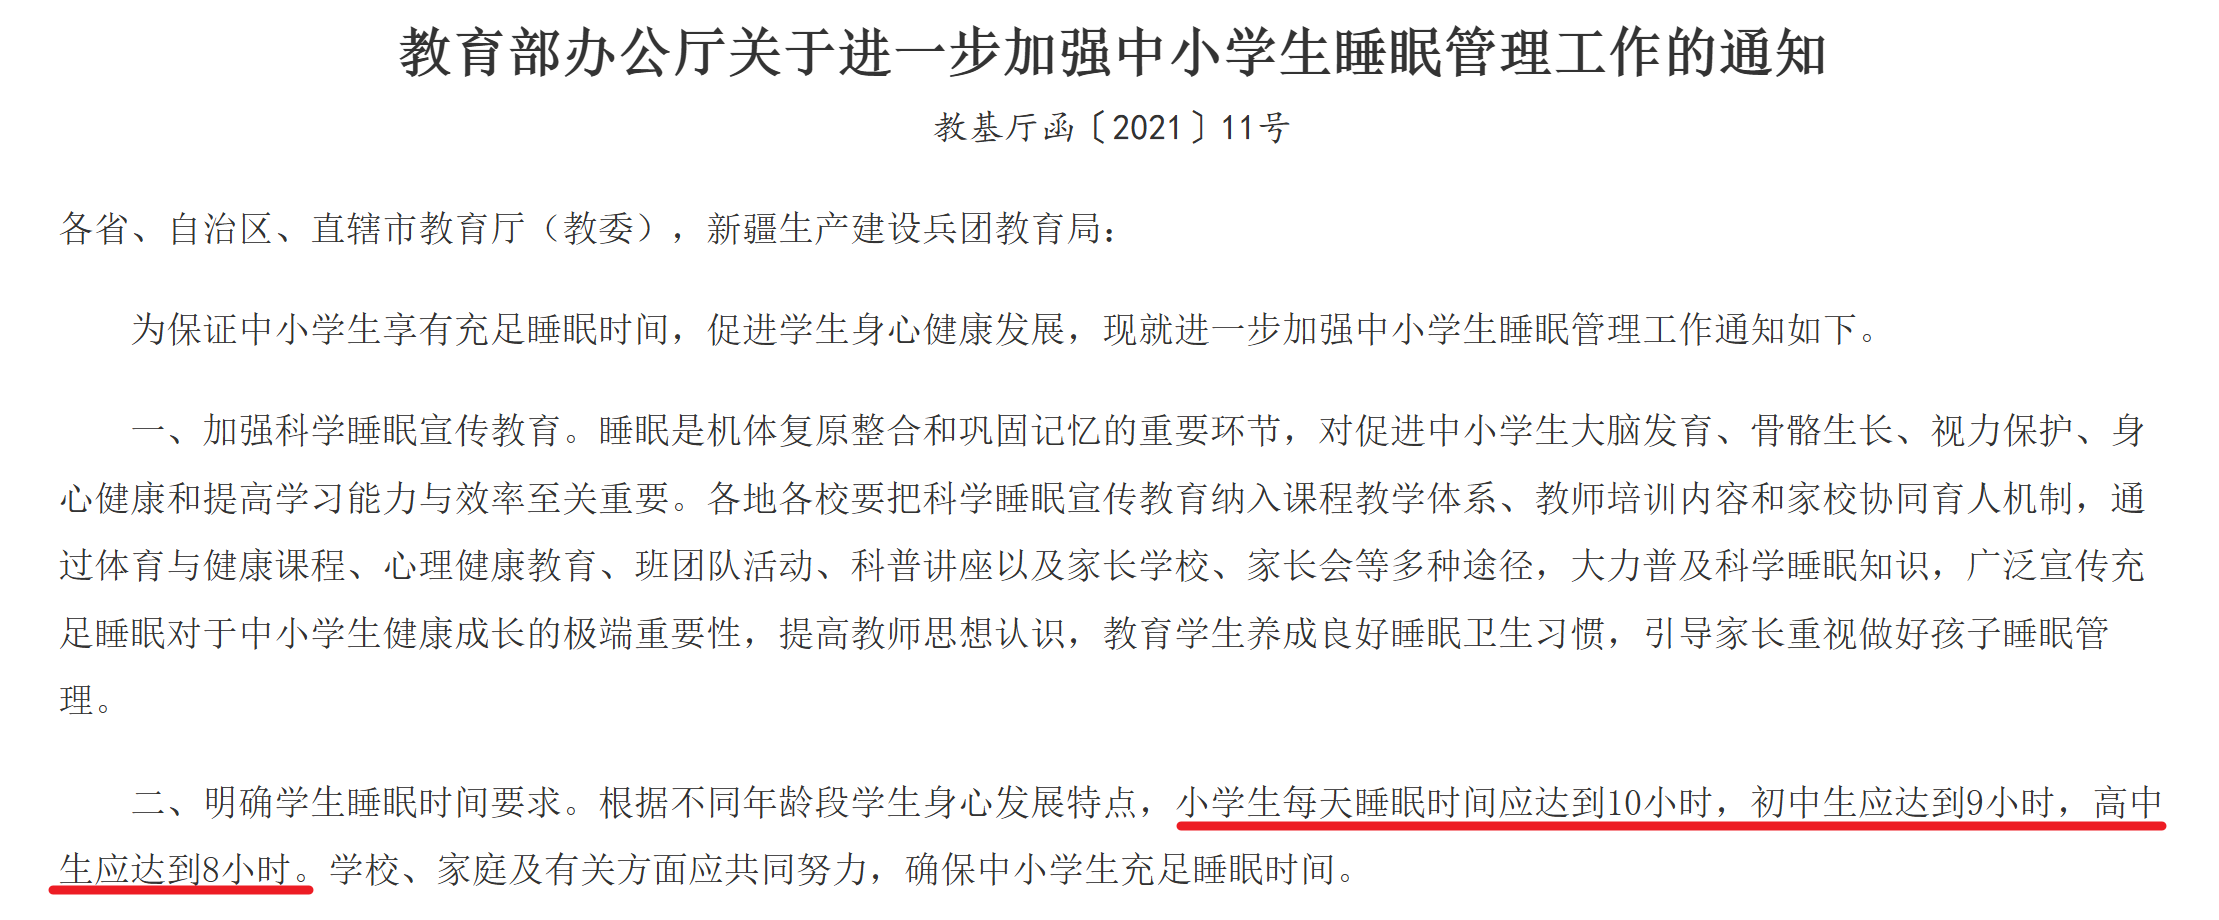 教育部办公厅关于进一步加强中小学生睡眠管理工作的通知
教基厅函〔2021〕11号
各省、自治区、直辖市教育厅（教委），新疆生产建设兵团教育局：
为保证中小学生享有充足睡眠时间，促进学生身心健康发展，现就进一步加强中小学生睡眠管理工作通知如下。
一、加强科学睡眠宣传教育。睡眠是机体复原整合和巩固记忆的重要环节，对促进中小学生大脑发育、骨骼生长、视力保护、身
心健康和提高学习能力与效率至关重要。各地各校要把科学睡眠宣传教育纳入课程教学体系、教师培训内容和家校协同育人机制，通
过体育与健康课程、心理健康教育、班团队活动、科普讲座以及家长学校、家长会等多种途径，大力普及科学睡眠知识，广泛宣传充
足睡眠对于中小学生健康成长的极端重要性，提高教师思想认识，教育学生养成良好睡眠卫生习惯，引导家长重视做好孩子睡眠管
理。
二、明确学生睡眠时间要求。根据不同年龄段学生身心发展特点，小学生每天睡眠时间应达到10小时，初中生应达到9小时，高中
生应达到8小时。学校、家庭及有关方面应共同努力，确保中小学生充足睡眠时间。